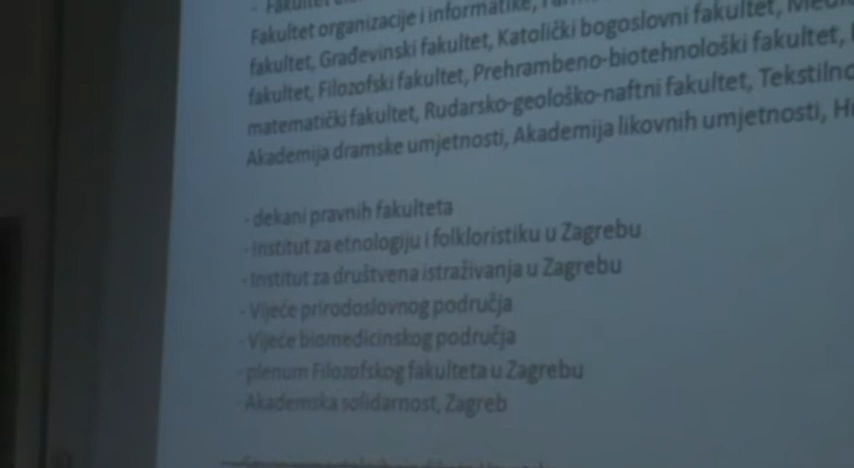 - Fakultet
Fakultet organizacije i informatike,
fakultet, Građevinski fakultet, Katolički bogoslovni fakultet,
fakultet, Filozofski fakultet, Prehrambeno-biotehnološki fakultet,
matematički fakultet, Rudarsko-geološko-naftni fakultet, Tekstilno
Akademija dramske umjetnosti, Akademija likovnih umjetnosti,
- dekani pravnih fakulteta
- Institut za etnologiju i folkloristiku u Zagrebu
- Institut za društvena istraživanja u Zagrebu
- Vijeće prirodoslovnog područja
- Vijeće biomedicinskog područja
- plenum Filozofskog fakulteta u Zagrebu
- Akademska solidarnost, Zagreb